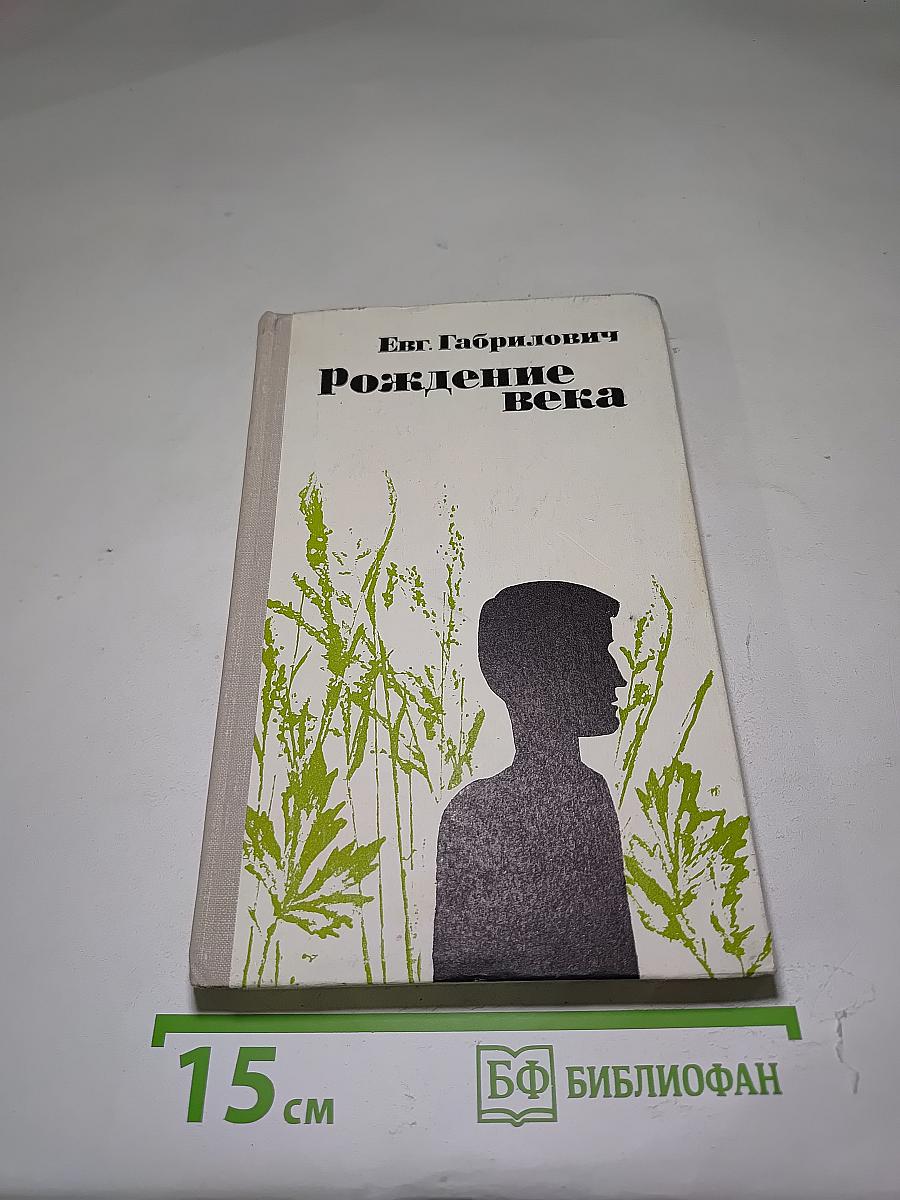 Евг. Габрилович
Рождение
века
15 см
БФ БИБЛИОФАН